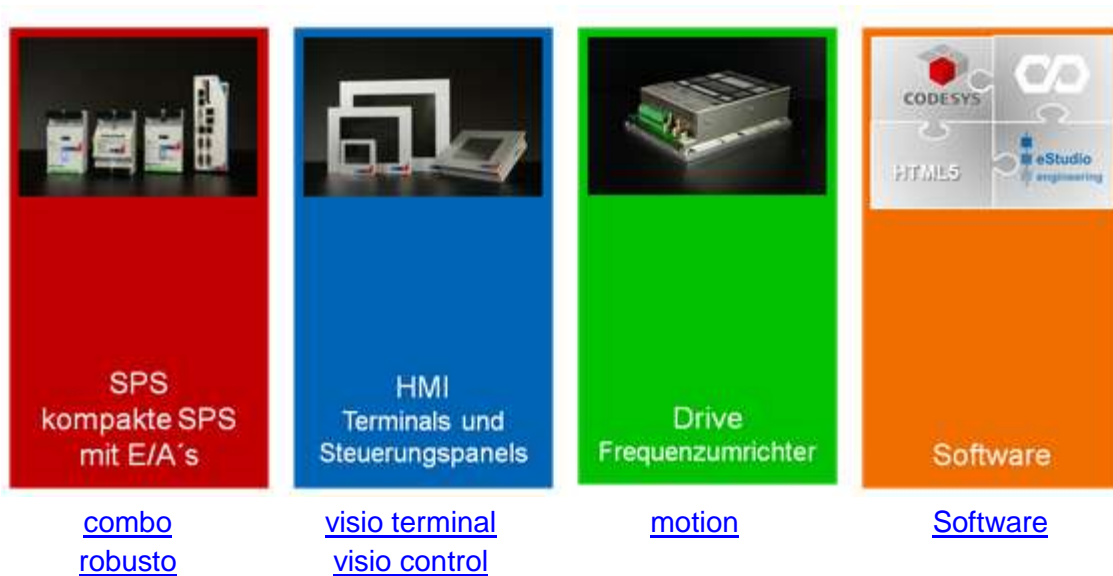 CODESYS
HTML5
eStudio
engineering
SPS
kompakte SPS
mit E/A´s
HMI
Terminals und
Steuerungspanels
Drive
Frequenzumrichter
Software
combo
robusto
visio terminal
visio control
motion
Software